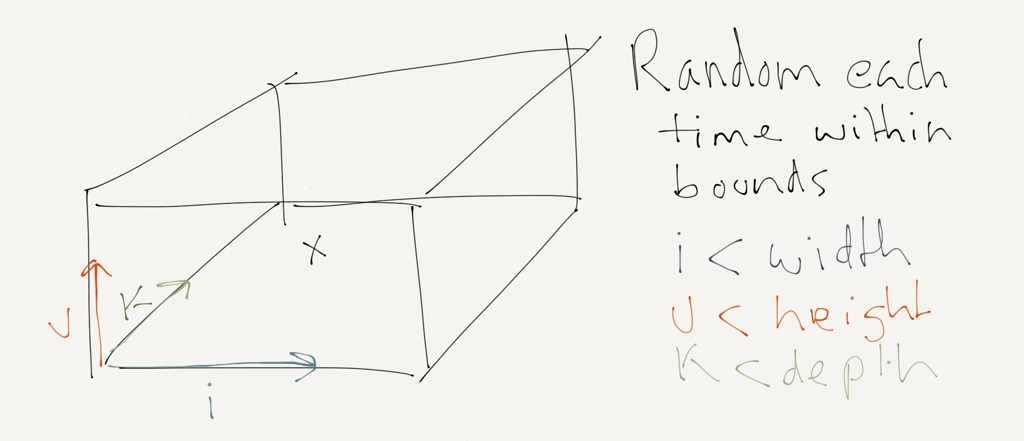 Random each
time within
bounds
i < width
J < height
K < depth
X
K
J
i